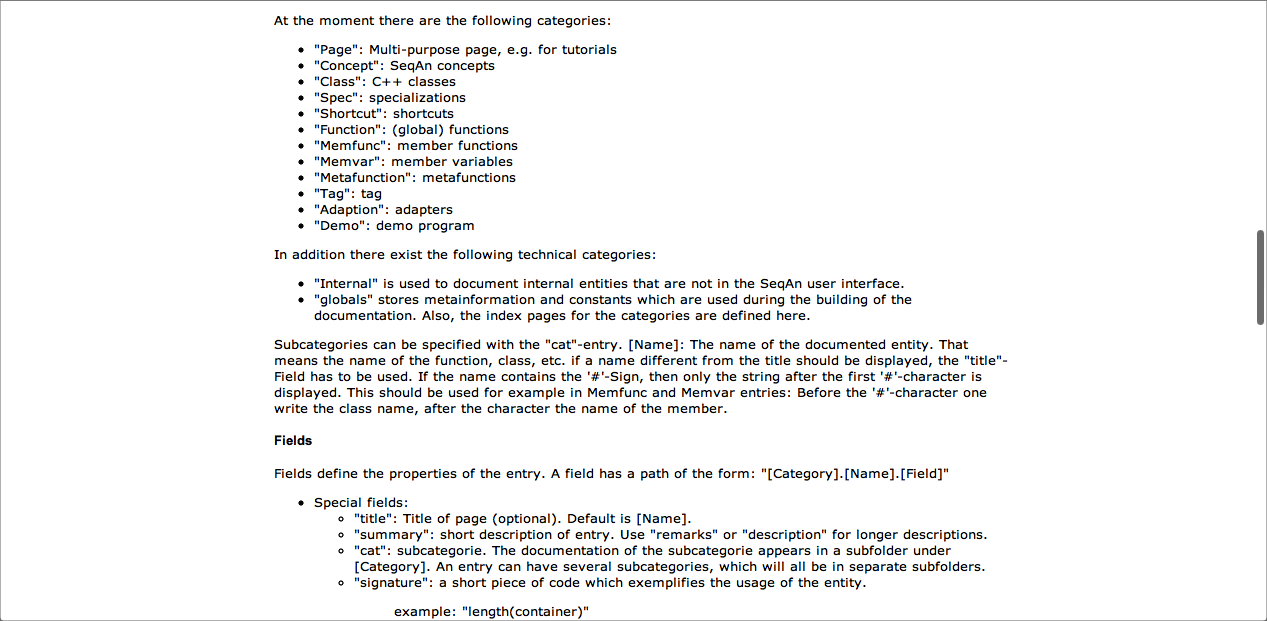 At the moment there are the following categories:
"Page": Multi-purpose page, e.g. for tutorials
"Concept": SeqAn concepts
"Class": C++ classes
"Spec": specializations
"Shortcut": shortcuts
"Function": (global) functions
"Memfunc": member functions
"Memvar": member variables
"Metafunction": metafunctions
"Tag": tag
"Adaption": adapters
"Demo": demo program
In addition there exist the following technical categories:
"Internal" is used to document internal entities that are not in the SeqAn user interface.
"globals" stores metainformation and constants which are used during the building of the
documentation. Also, the index pages for the categories are defined here.
Subcategories can be specified with the "cat"-entry. [Name]: The name of the documented entity. That
means the name of the function, class, etc. if a name different from the title should be displayed, the "title"-
Field has to be used. If the name contains the '#'-Sign, then only the string after the first '#'-character is
displayed. This should be used for example in Memfunc and Memvar entries: Before the '#'-character one
write the class name, after the character the name of the member.
Fields
Fields define the properties of the entry. A field has a path of the form: "[Category].[Name].[Field]"
Special fields:
"title": Title of page (optional). Default is [Name].
"summary": short description of entry. Use "remarks" or "description" for longer descriptions.
"cat": subcategorie. The documentation of the subcategorie appears in a subfolder under
[Category]. An entry can have several subcategories, which will all be in separate subfolders.
"signature": a short piece of code which exemplifies the usage of the entity.
example: "length(container)"